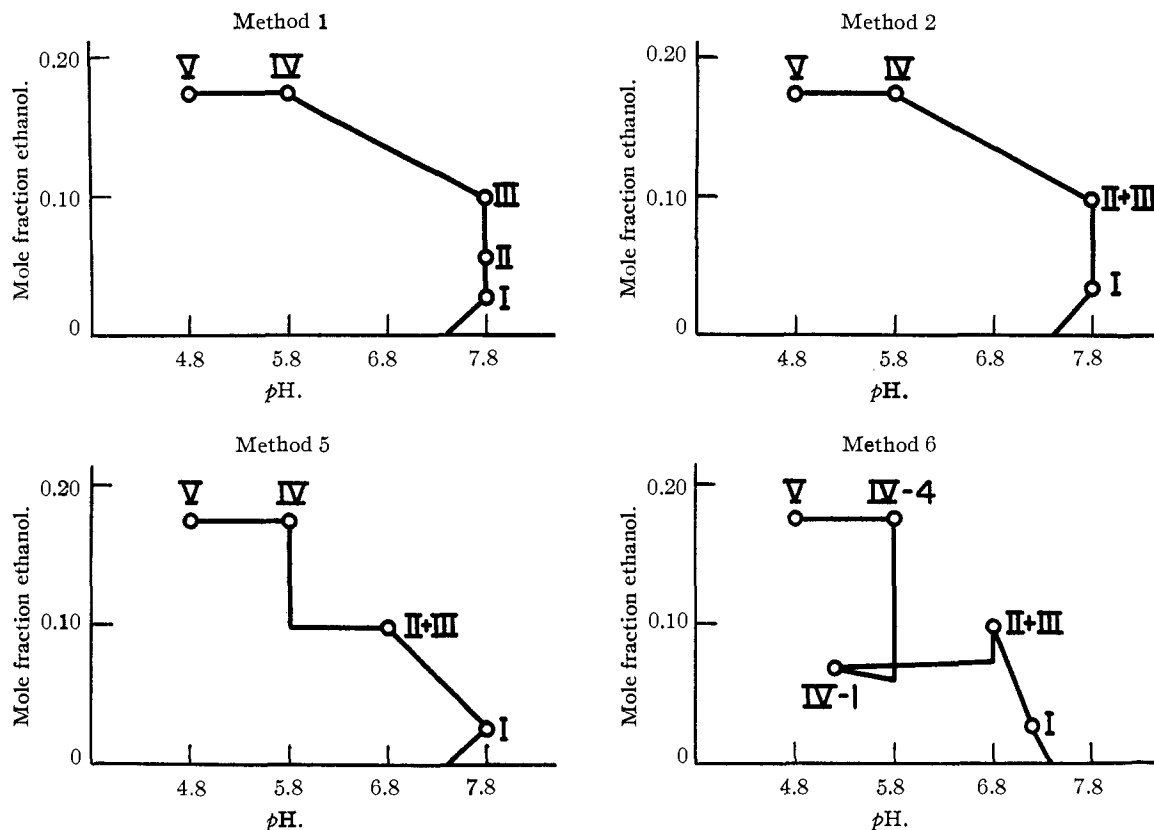 Method 1
Mole fraction ethanol.
0.20
0.10
0
V
IV
III
II
I
4.8 5.8 6.8 7.8
pH.
Method 2
Mole fraction ethanol.
0.20
0.10
0
V
IV
II+III
I
4.8 5.8 6.8 7.8
pH.
Method 5
Mole fraction ethanol.
0.20
0.10
0
V
IV
II+III
I
4.8 5.8 6.8 7.8
pH.
Method 6
Mole fraction ethanol.
0.20
0.10
0
V
IV-4
II+III
IV-1
I
4.8 5.8 6.8 7.8
pH.